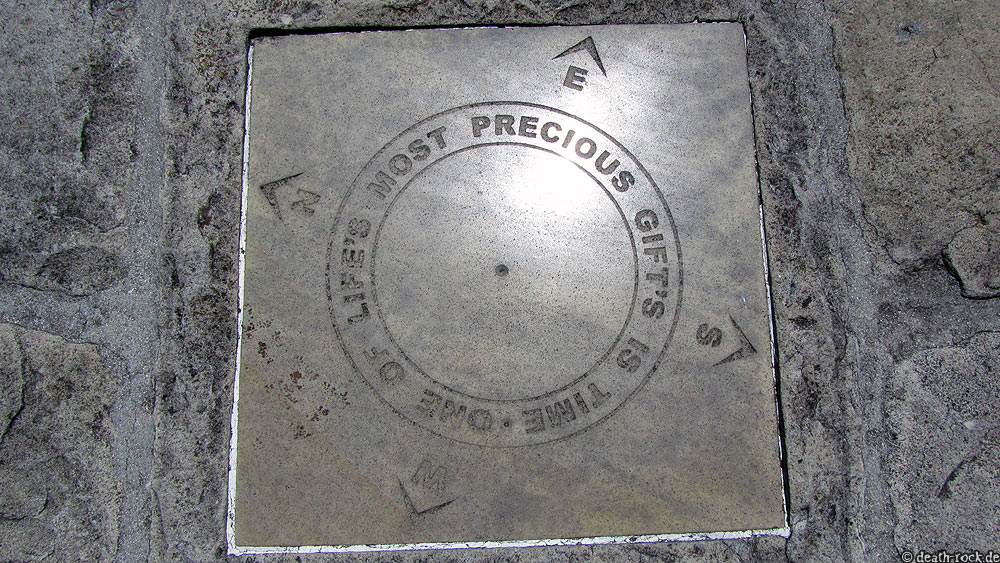 E
N
S
W
ONE OF LIFE'S MOST PRECIOUS GIFT'S IS TIME ·
© death-rock.de